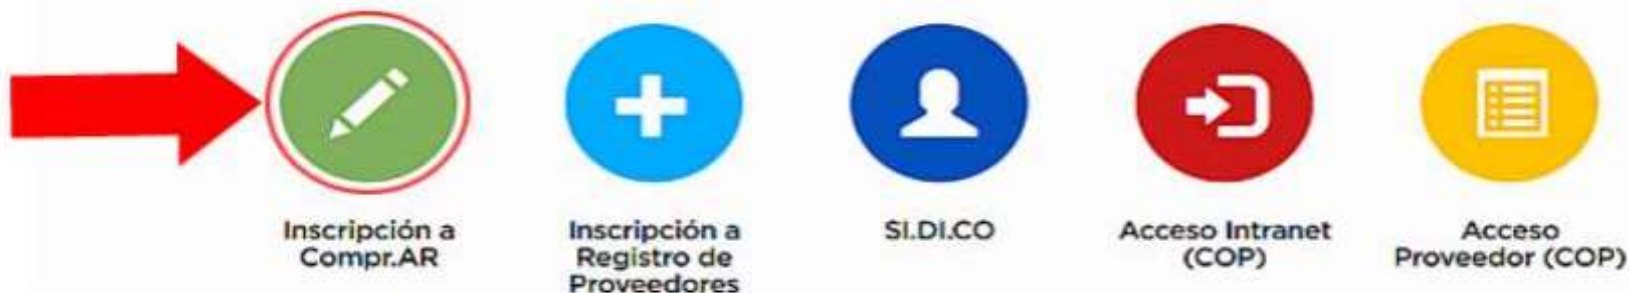 Inscripción a
Compr.AR
Inscripción a
Registro de
Proveedores
SI.DI.CO
Acceso Intranet
(COP)
Acceso
Proveedor (COP)